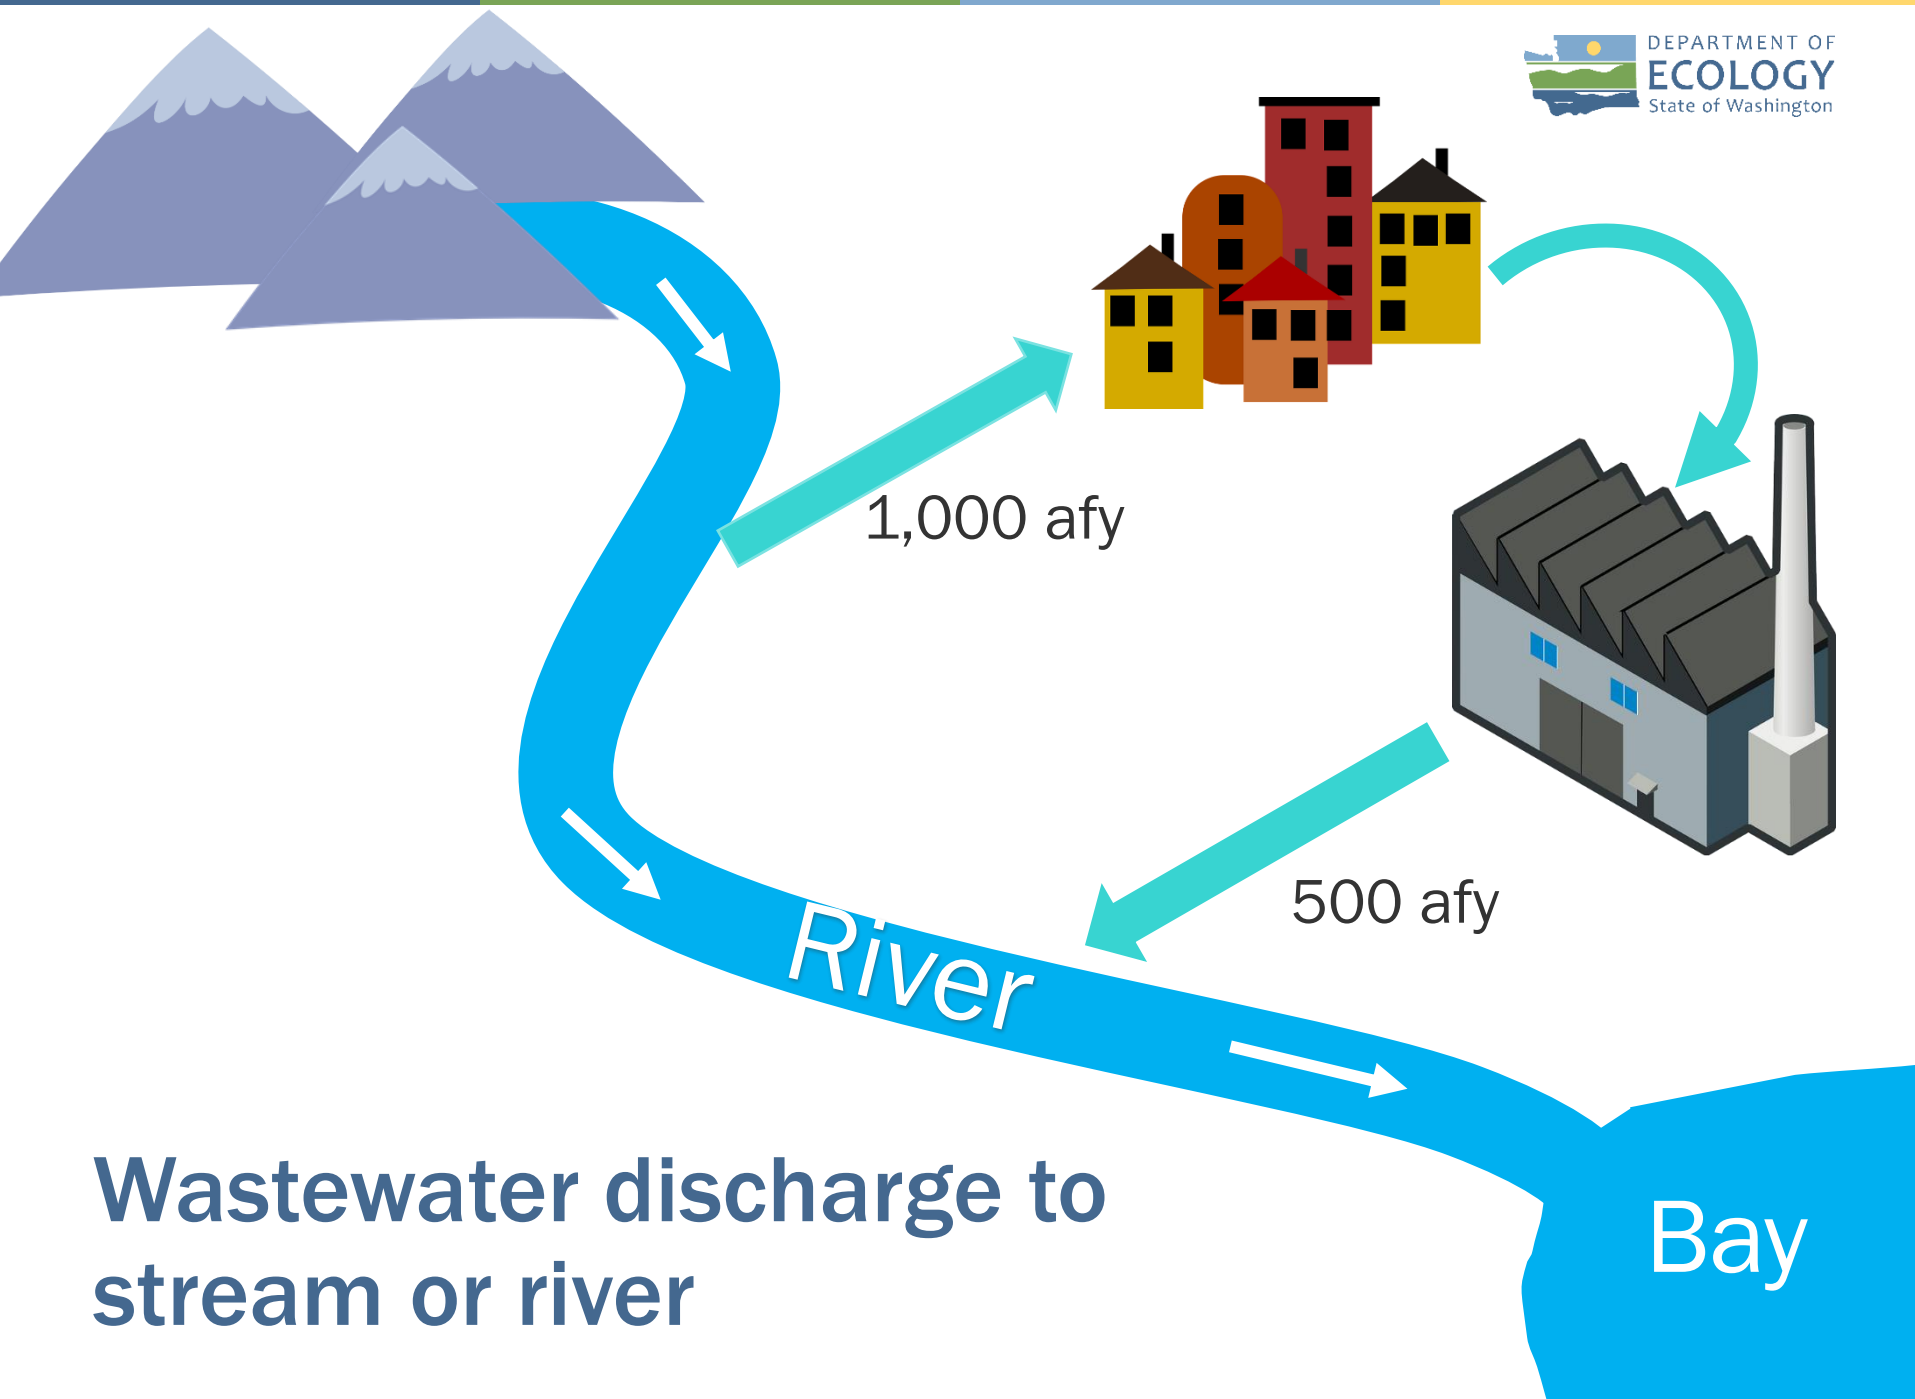 DEPARTMENT OF
ECOLOGY
State of Washington
1,000 afy
500 afy
River
Bay
Wastewater discharge to
stream or river